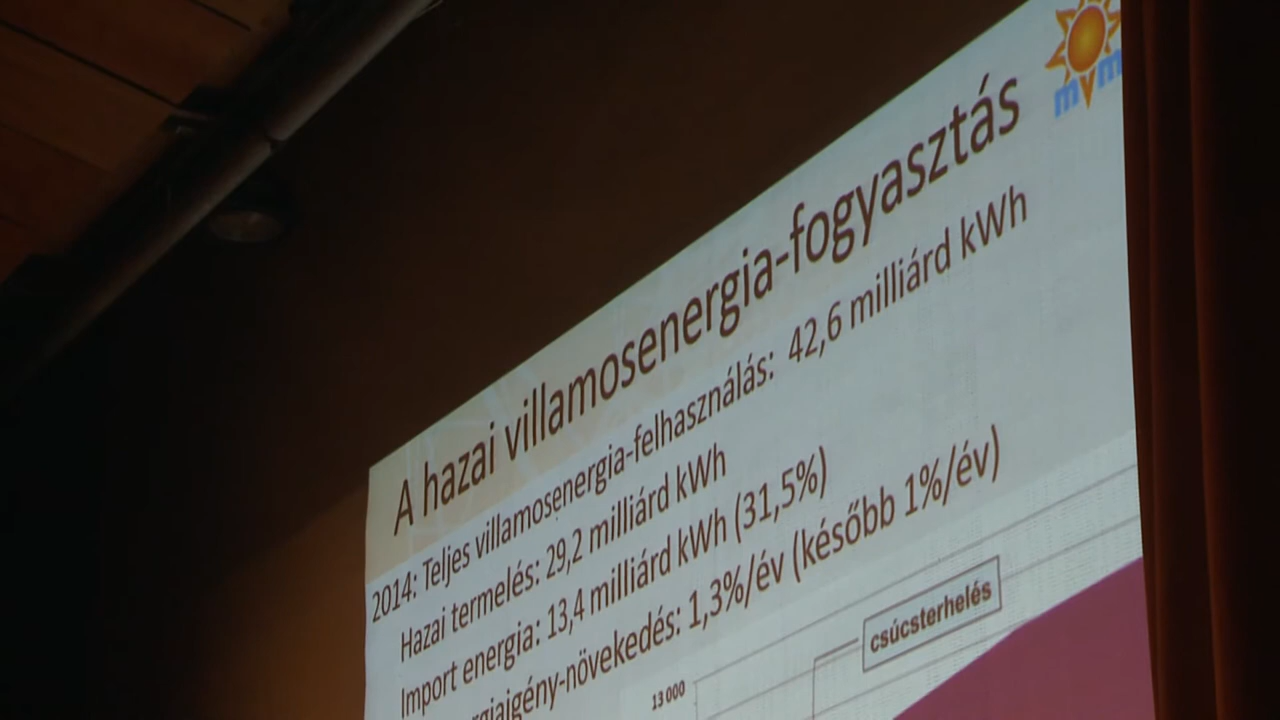 mvm
A hazai villamosenergia-fogyasztás
2014: Teljes villamosenergia-felhasználás: 42,6 milliárd kWh
Hazai termelés: 29,2 milliárd kWh
Import energia: 13,4 milliárd kWh (31,5%)
1,3%/év (később 1%/év)
csúcsterhelés
13 000